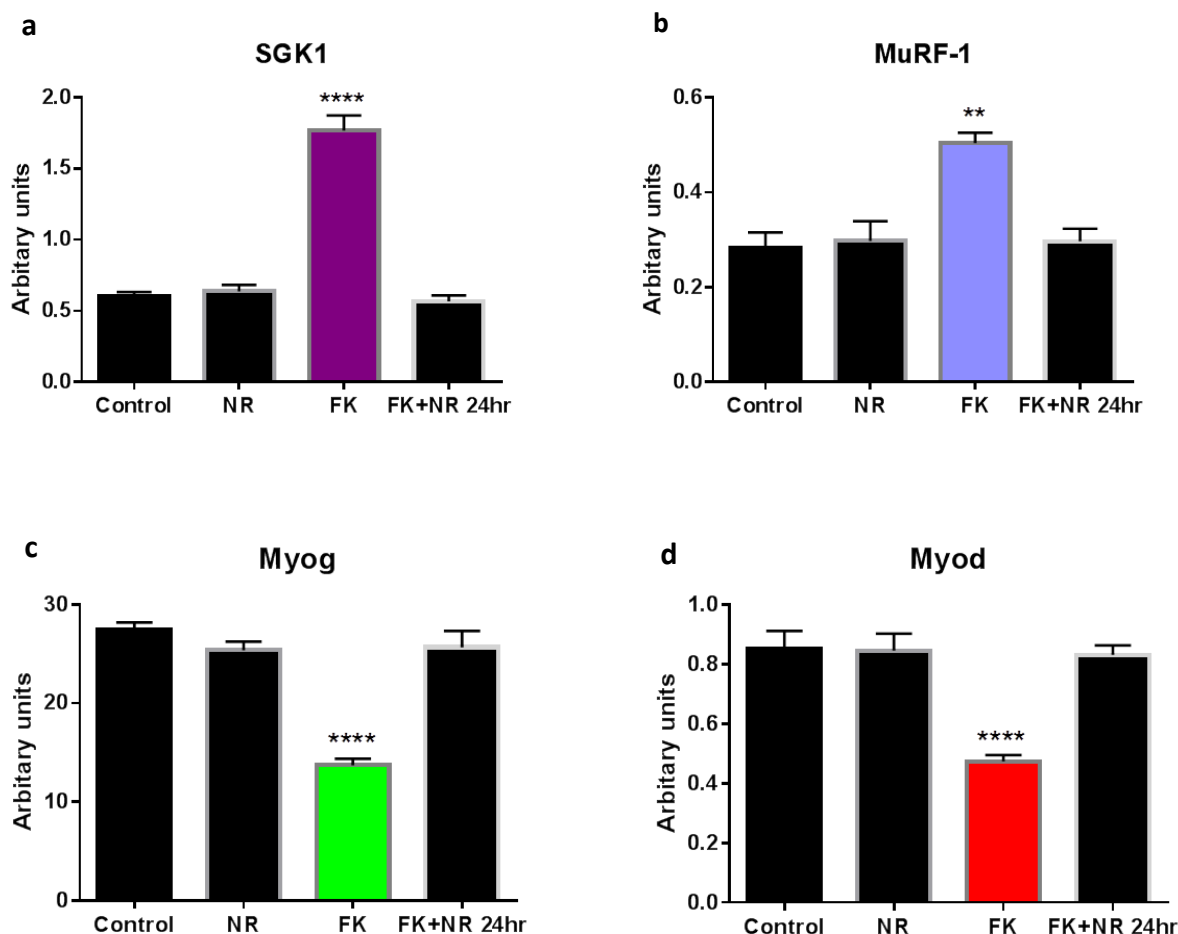 a
SGK1
Arbitary units
2.0
1.5
1.0
0.5
0.0
****
Control NR FK FK+NR 24hr
b
MuRF-1
Arbitary units
0.6
0.4
0.2
0.0
**
Control NR FK FK+NR 24hr
c
Myog
Arbitary units
30
20
10
0
****
Control NR FK FK+NR 24hr
d
Myod
Arbitary units
1.0
0.8
0.6
0.4
0.2
0.0
****
Control NR FK FK+NR 24hr